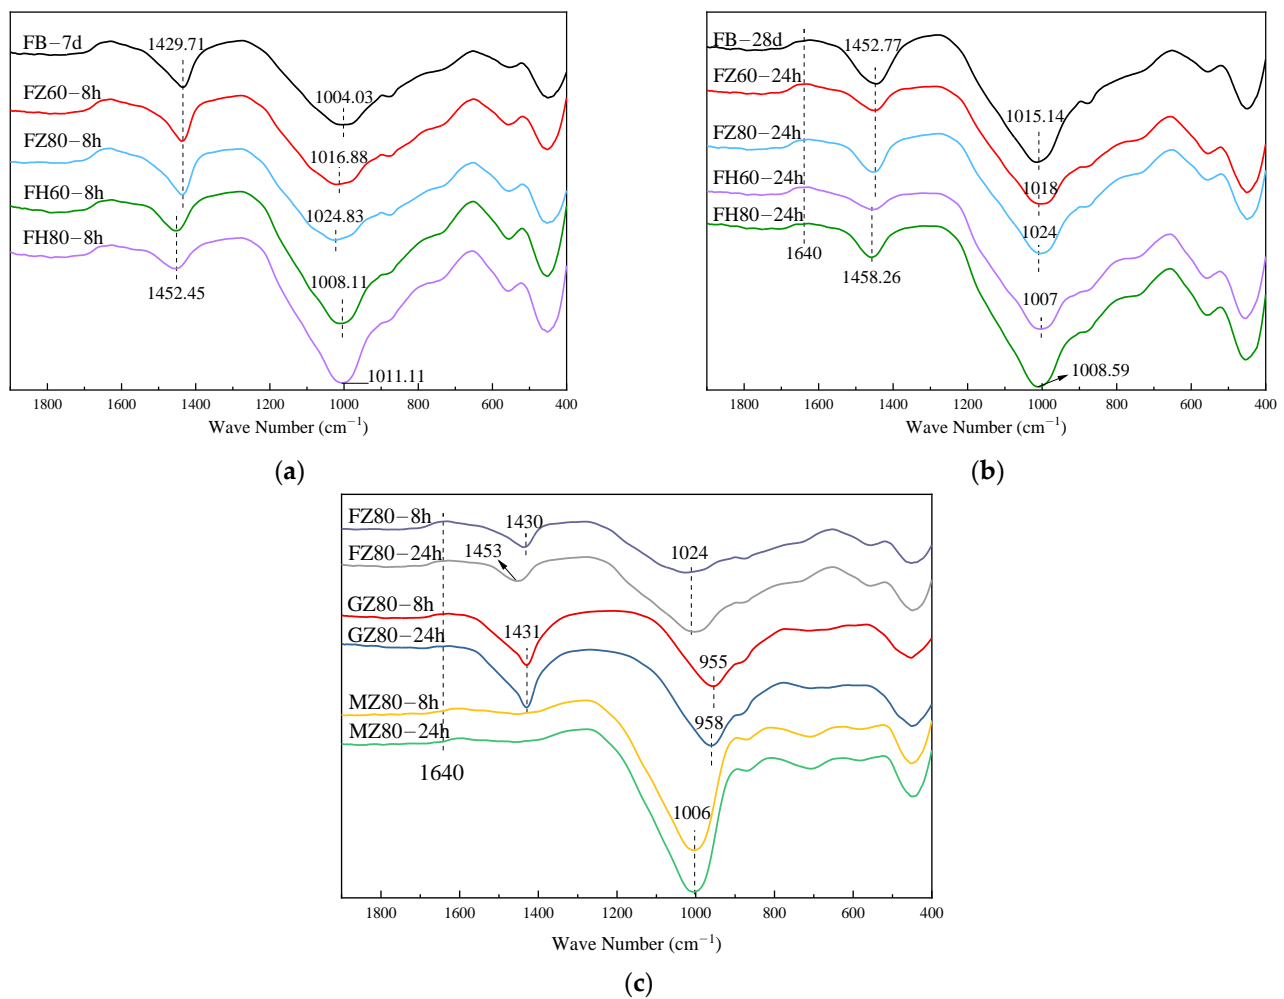 FB−7d
1429.71
FZ60−8h
1004.03
FZ80−8h
1016.88
FH60−8h
1024.83
FH80−8h
1008.11
1452.45
1011.11
1800 1600 1400 1200 1000 800 600 400
Wave Number (cm−1)
(a)
FB−28d
1452.77
FZ60−24h
1015.14
FZ80−24h
FH60−24h
1018
FH80−24h
1024
1640
1458.26
1007
1008.59
1800 1600 1400 1200 1000 800 600 400
Wave Number (cm−1)
(b)
FZ80−8h
1430
FZ80−24h
1453
1024
GZ80−8h
GZ80−24h
1431
955
MZ80−8h
958
MZ80−24h
1640
1006
1800 1600 1400 1200 1000 800 600 400
Wave Number (cm−1)
(c)